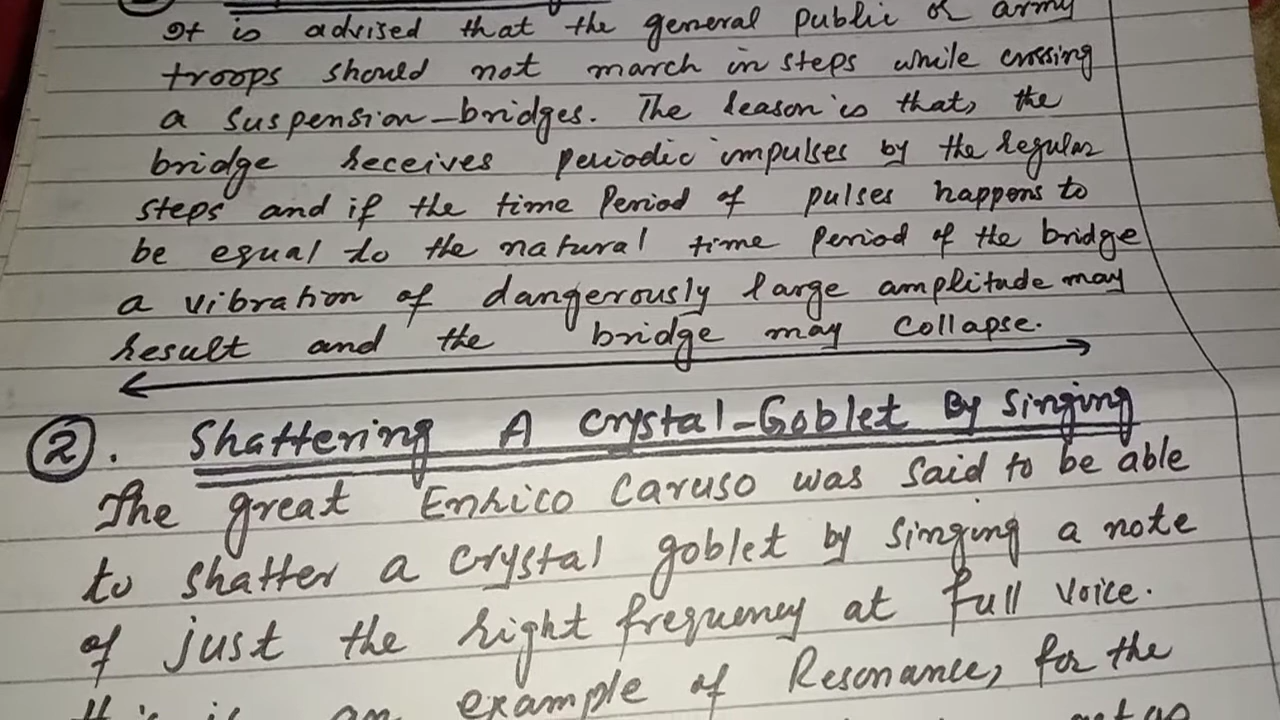 It is advised that the general public or army
troops should not march in steps while crossing
a suspension-bridges. The reason is that, the
bridge receives periodic impulses by the regular
steps and if the time Period of pulses happens to
be equal to the natural time period of the bridge
a vibration of dangerously large amplitude may
result and the bridge may collapse.
2. Shattering A Crystal-Goblet By Singing
The great Enrico Caruso was said to be able
to shatter a crystal goblet by singing a note
of just the right frequency at full voice.
This is an example of Resonance, for the